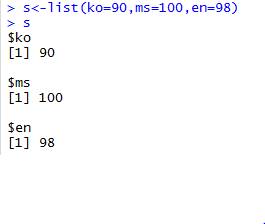 > s<-list(ko=90,ms=100,en=98)
> s
$ko
[1] 90
$ms
[1] 100
$en
[1] 98